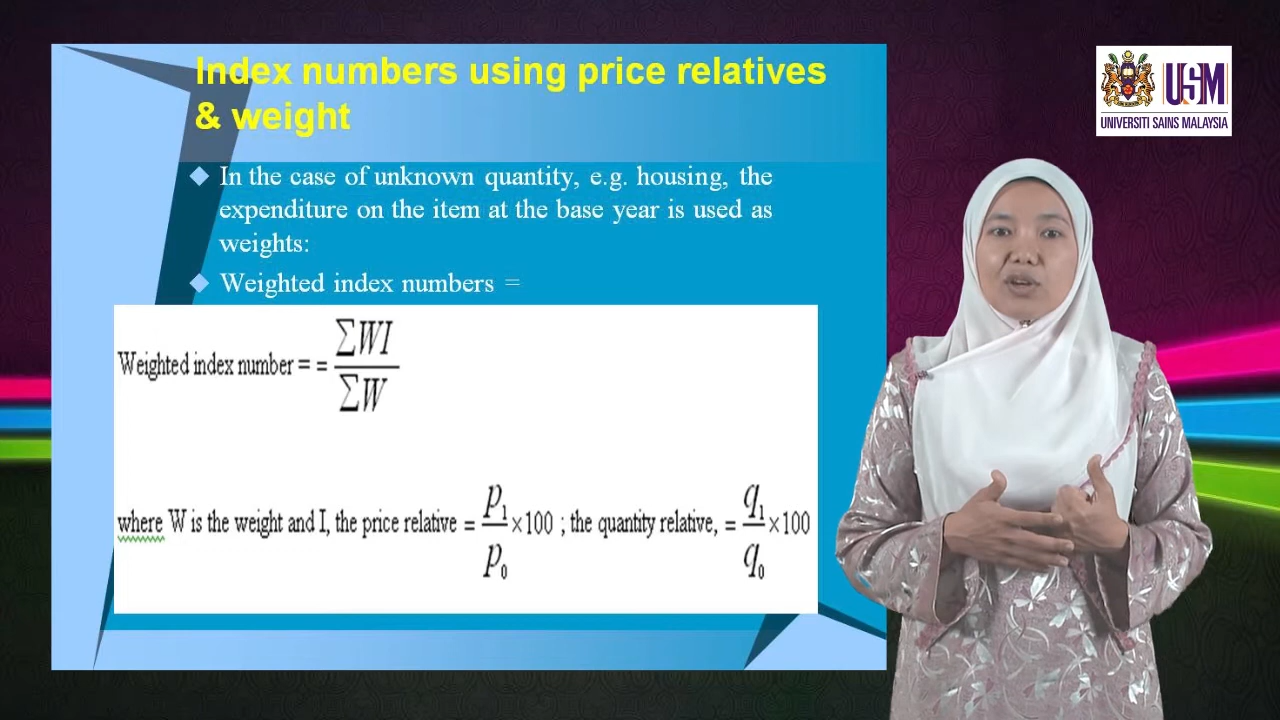 Index numbers using price relatives
& weight
In the case of unknown quantity, e.g. housing, the
expenditure on the item at the base year is used as
weights:
Weighted index numbers =
Weighted index number = = ∑WI / ∑W
where W is the weight and I, the price relative = p₁/p₀ ×100 ; the quantity relative, = q₁/q₀ ×100
USM
UNIVERSITI SAINS MALAYSIA